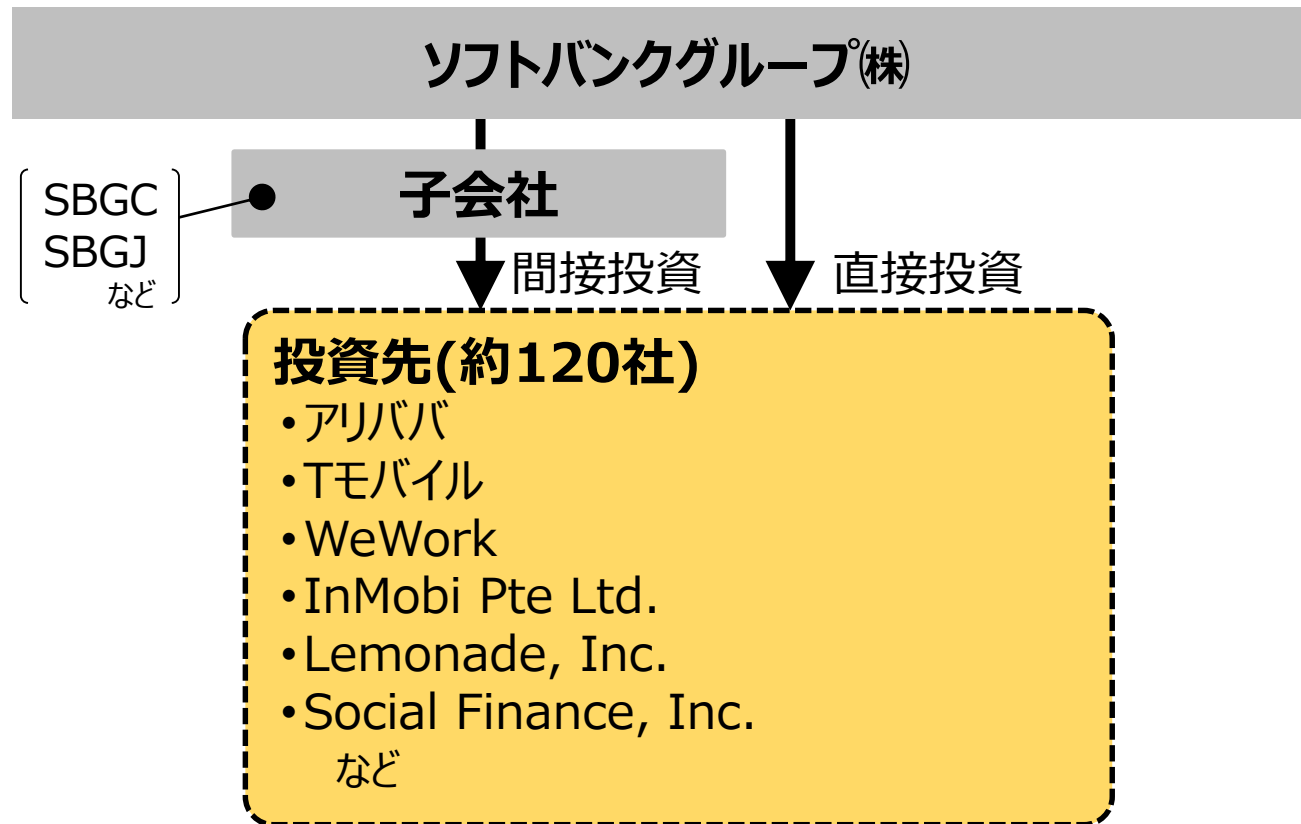 ソフトバンクグループ㈱
子会社
SBGC
SBGJ
など
間接投資
直接投資
投資先(約120社)
・アリババ
・Tモバイル
・WeWork
・InMobi Pte Ltd.
・Lemonade, Inc.
・Social Finance, Inc.
など